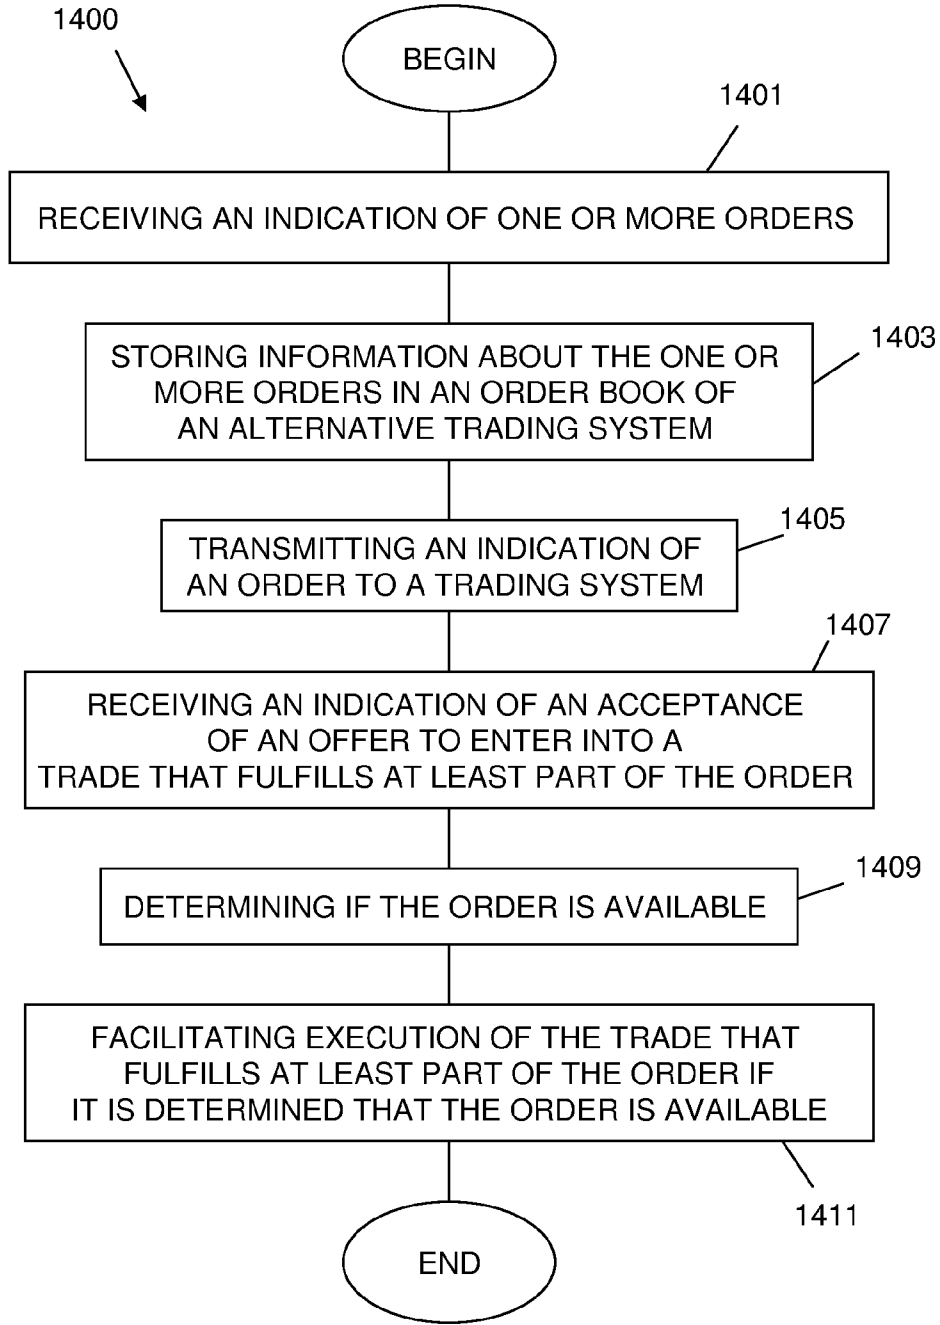 1400
BEGIN
1401
RECEIVING AN INDICATION OF ONE OR MORE ORDERS
1403
STORING INFORMATION ABOUT THE ONE OR
MORE ORDERS IN AN ORDER BOOK OF
AN ALTERNATIVE TRADING SYSTEM
1405
TRANSMITTING AN INDICATION OF
AN ORDER TO A TRADING SYSTEM
1407
RECEIVING AN INDICATION OF AN ACCEPTANCE
OF AN OFFER TO ENTER INTO A
TRADE THAT FULFILLS AT LEAST PART OF THE ORDER
1409
DETERMINING IF THE ORDER IS AVAILABLE
FACILITATING EXECUTION OF THE TRADE THAT
FULFILLS AT LEAST PART OF THE ORDER IF
IT IS DETERMINED THAT THE ORDER IS AVAILABLE
1411
END